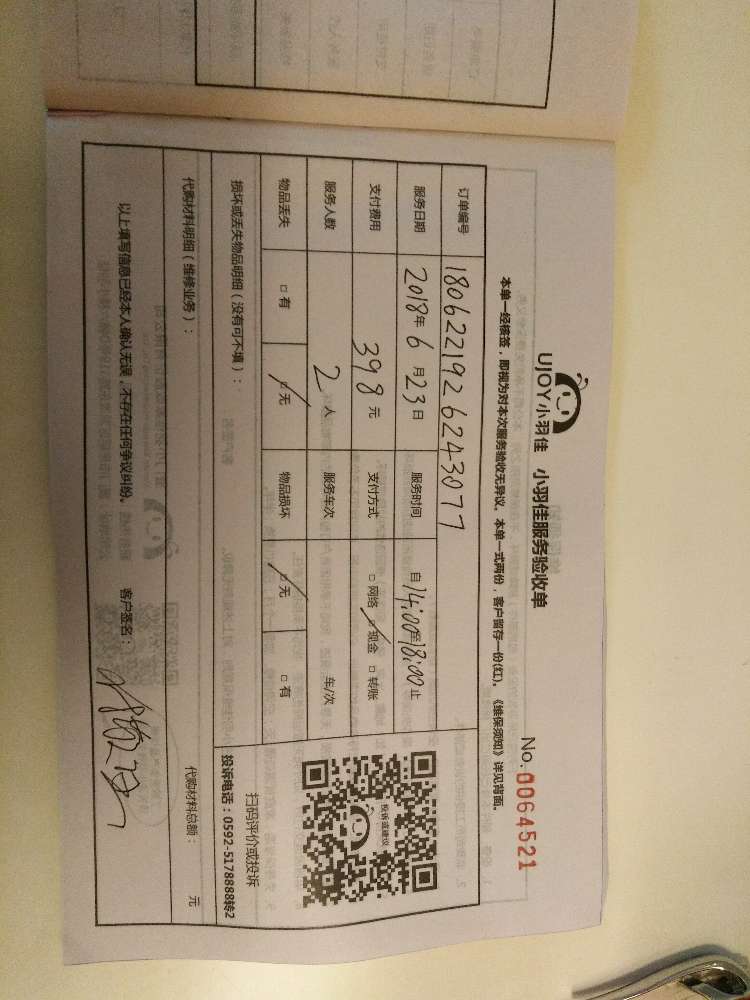 UJOY小羽佳 小羽佳服务验收单
No.0064521
本单一经核签，即视为对本次服务验收无异议。本单一式两份，客户留存一份(红)。《维保须知》详见背面。
订单编号 1806221926243077
服务日期 2018年6月23日 服务时间 自14:00至18:00止
支付费用 398元 支付方式 □网络 □现金 □转账
服务人数 2人 服务车次 车/次
物品丢失 □有 □无 物品损坏 □无 □有
投诉或建议
扫码评价或投诉
投诉电话：0592-5178888转2
损坏或丢失物品明细（没有可不填）：
代购材料明细（维修业务）： 代购材料总额： 元
以上填写信息已经本人确认无误，不存在任何争议纠纷。 客户签名：